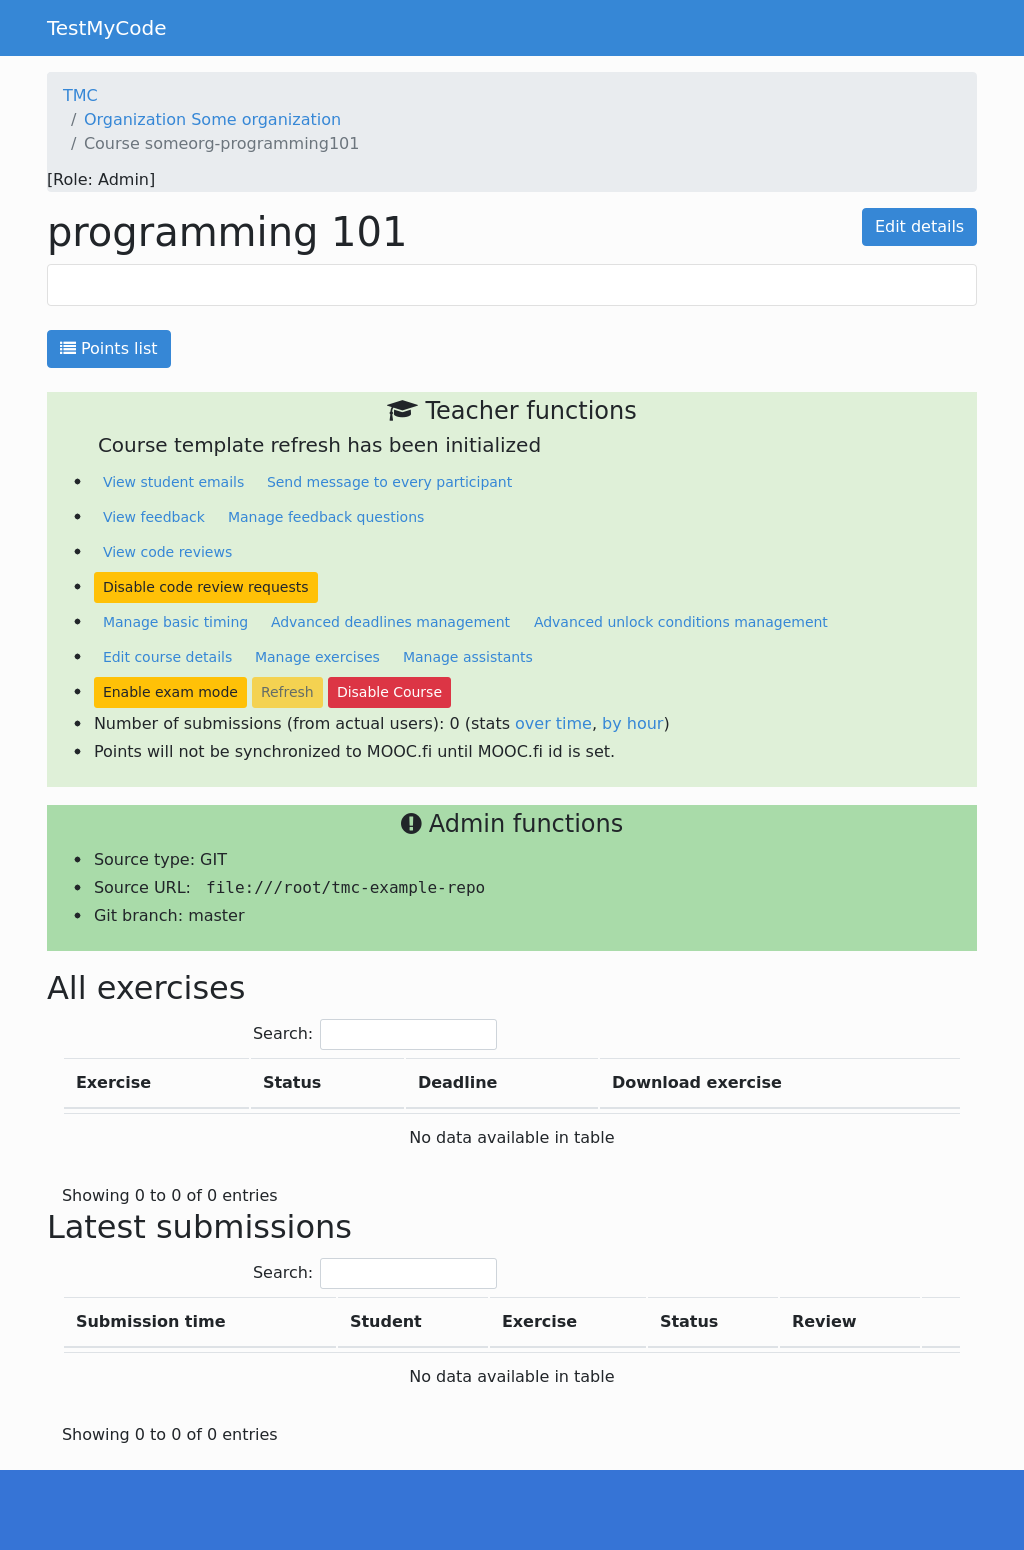 TestMyCode
TMC
/ Organization Some organization
/ Course someorg-programming101
[Role: Admin]
programming 101
Edit details
Points list
Teacher functions
Course template refresh has been initialized
• View student emails Send message to every participant
• View feedback Manage feedback questions
• View code reviews
• Disable code review requests
• Manage basic timing Advanced deadlines management Advanced unlock conditions management
• Edit course details Manage exercises Manage assistants
• Enable exam mode Refresh Disable Course
• Number of submissions (from actual users): 0 (stats over time, by hour)
• Points will not be synchronized to MOOC.fi until MOOC.fi id is set.
Admin functions
• Source type: GIT
• Source URL: file:///root/tmc-example-repo
• Git branch: master
All exercises
Search:
Exercise Status Deadline Download exercise
No data available in table
Showing 0 to 0 of 0 entries
Latest submissions
Search:
Submission time Student Exercise Status Review
No data available in table
Showing 0 to 0 of 0 entries